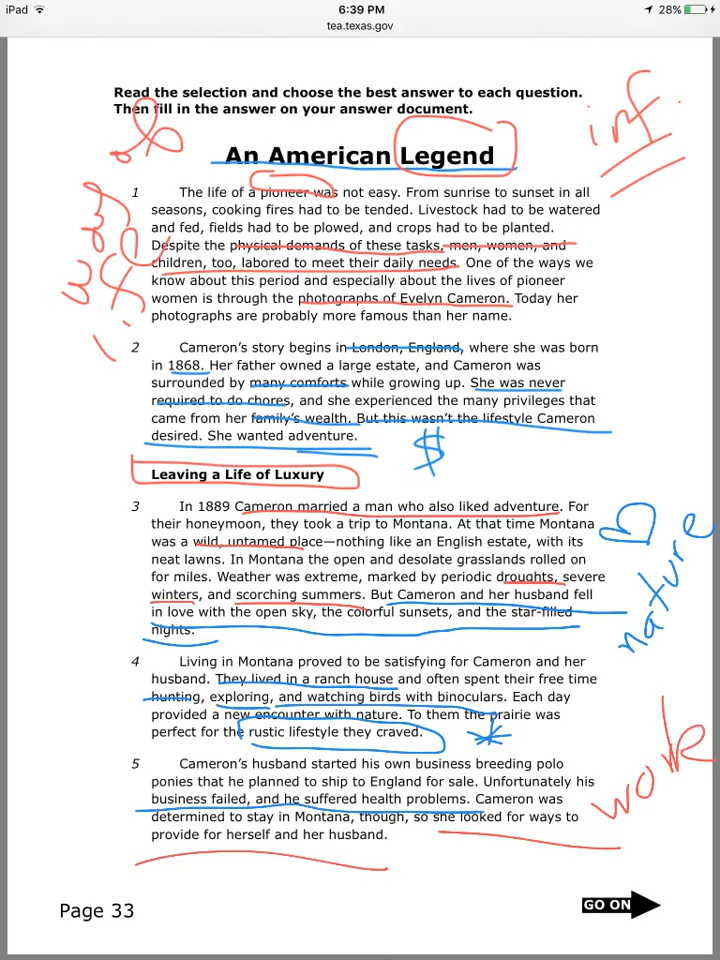 iPad 6:39 PM 28%
tea.texas.gov
Read the selection and choose the best answer to each question.
Then fill in the answer on your answer document.
inf.
An American Legend
1 The life of a pioneer was not easy. From sunrise to sunset in all
seasons, cooking fires had to be tended. Livestock had to be watered
and fed, fields had to be plowed, and crops had to be planted.
Despite the physical demands of these tasks, men, women, and
children, too, labored to meet their daily needs. One of the ways we
know about this period and especially about the lives of pioneer
women is through the photographs of Evelyn Cameron. Today her
photographs are probably more famous than her name.
2 Cameron's story begins in London, England, where she was born
in 1868. Her father owned a large estate, and Cameron was
surrounded by many comforts while growing up. She was never
required to do chores, and she experienced the many privileges that
came from her family's wealth. But this wasn't the lifestyle Cameron
desired. She wanted adventure.
$
Leaving a Life of Luxury
3 In 1889 Cameron married a man who also liked adventure. For
their honeymoon, they took a trip to Montana. At that time Montana
was a wild, untamed place—nothing like an English estate, with its
neat lawns. In Montana the open and desolate grasslands rolled on
for miles. Weather was extreme, marked by periodic droughts, severe
winters, and scorching summers. But Cameron and her husband fell
in love with the open sky, the colorful sunsets, and the star-filled
nights.
nature
4 Living in Montana proved to be satisfying for Cameron and her
husband. They lived in a ranch house and often spent their free time
hunting, exploring, and watching birds with binoculars. Each day
provided a new encounter with nature. To them the prairie was
perfect for the rustic lifestyle they craved.
5 Cameron's husband started his own business breeding polo
ponies that he planned to ship to England for sale. Unfortunately his
business failed, and he suffered health problems. Cameron was
determined to stay in Montana, though, so she looked for ways to
provide for herself and her husband.
work
Page 33
GO ON